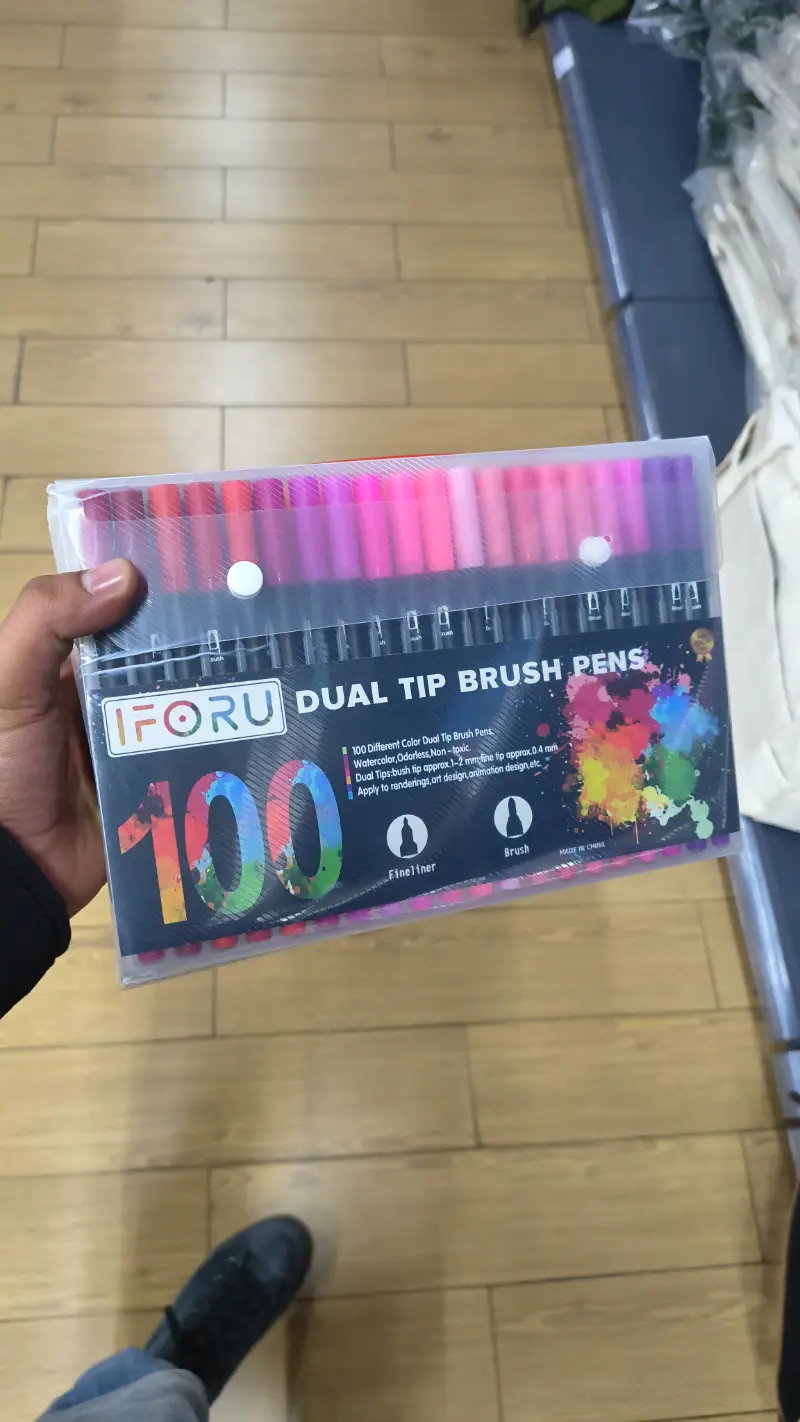 IFORU
DUAL TIP BRUSH PENS
100 Different Color Dual Tip Brush Pens.
Watercolor,Odorless,Non-toxic.
Dual Tips:bush tip approx.1-2 mm;fine tip approx.0.4 mm
Apply to renderings,art design,animation design,etc.
100
Fineliner
Brush
MADE IN CHINA